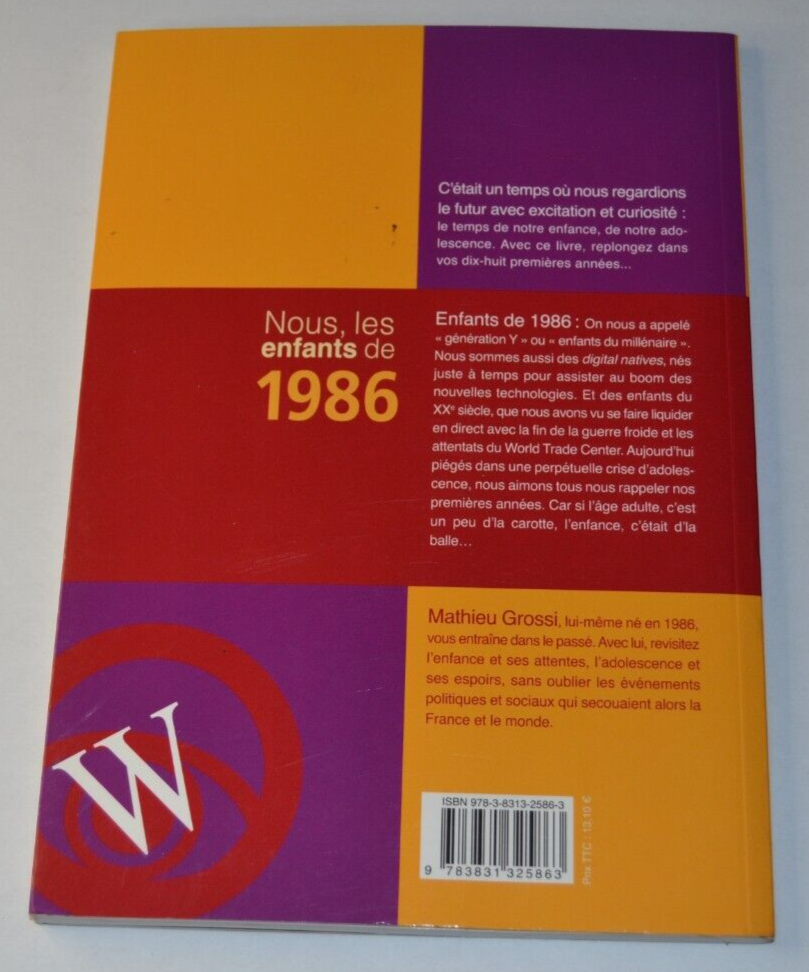 C'était un temps où nous regardions
le futur avec excitation et curiosité :
le temps de notre enfance, de notre ado-
lescence. Avec ce livre, replongez dans
vos dix-huit premières années...
Nous, les
enfants de
1986
Enfants de 1986 : On nous a appelé
« génération Y » ou « enfants du millénaire ».
Nous sommes aussi des digital natives, nés
juste à temps pour assister au boom des
nouvelles technologies. Et des enfants du
XXe siècle, que nous avons vu se faire liquider
en direct avec la fin de la guerre froide et les
attentats du World Trade Center. Aujourd'hui
piégés dans une perpétuelle crise d'adoles-
cence, nous aimons tous nous rappeler nos
premières années. Car si l'âge adulte, c'est
un peu d'la carotte, l'enfance, c'était d'la
balle...
Mathieu Grossi, lui-même né en 1986,
vous entraîne dans le passé. Avec lui, revisitez
l'enfance et ses attentes, l'adolescence et
ses espoirs, sans oublier les événements
politiques et sociaux qui secouaient alors la
France et le monde.
W
ISBN 978-3-8313-2586-3
9 783831 325863
Prix TTC : 13,10 €